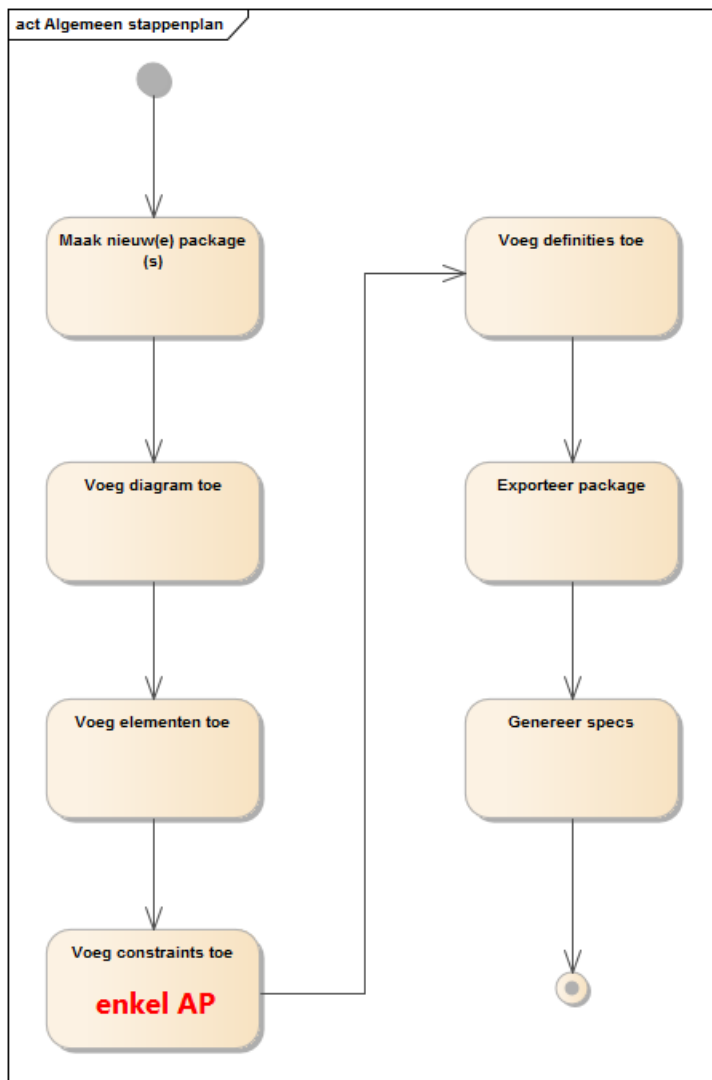 act Algemeen stappenplan
Maak nieuw(e) package
(s)
Voeg diagram toe
Voeg elementen toe
Voeg constraints toe
enkel AP
Voeg definities toe
Exporteer package
Genereer specs